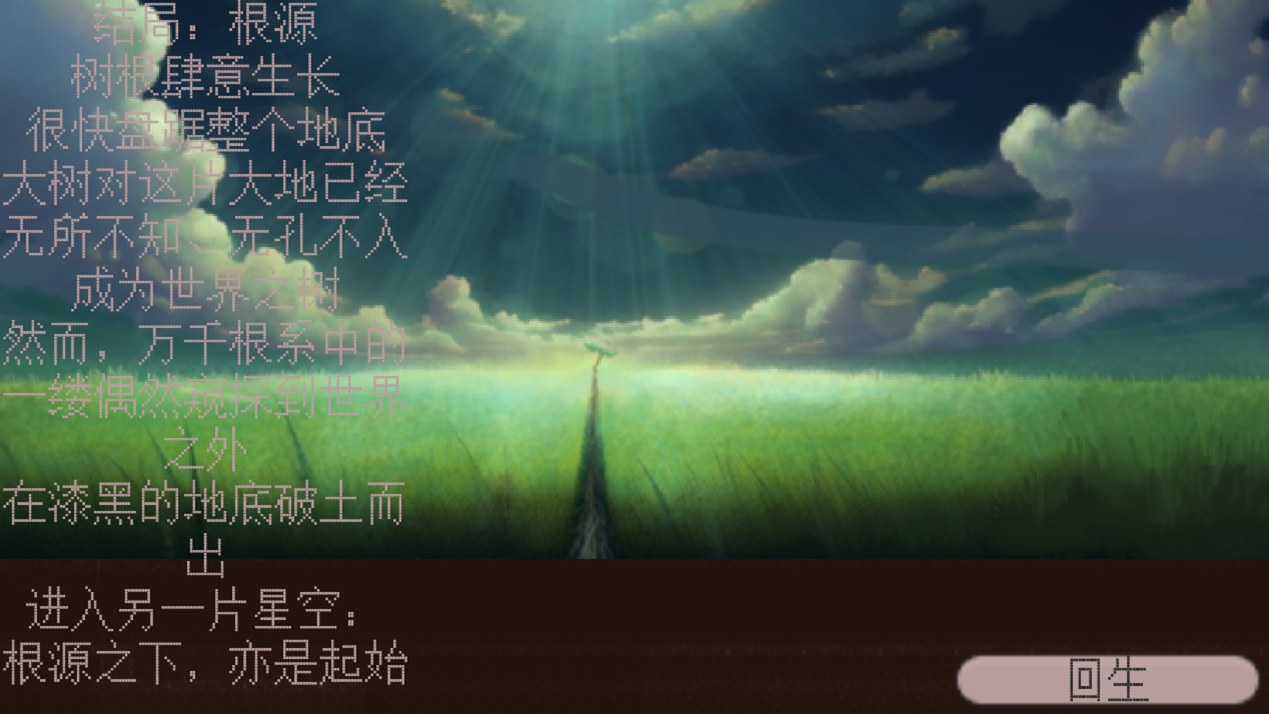 结局：根源
树根肆意生长
很快盘踞整个地底
大树对这片大地已经
无所不知、无孔不入
成为世界之树
然而，万千根系中的
一缕偶然窥探到世界
之外
在漆黑的地底破土而
出
进入另一片星空：
根源之下，亦是起始
回生